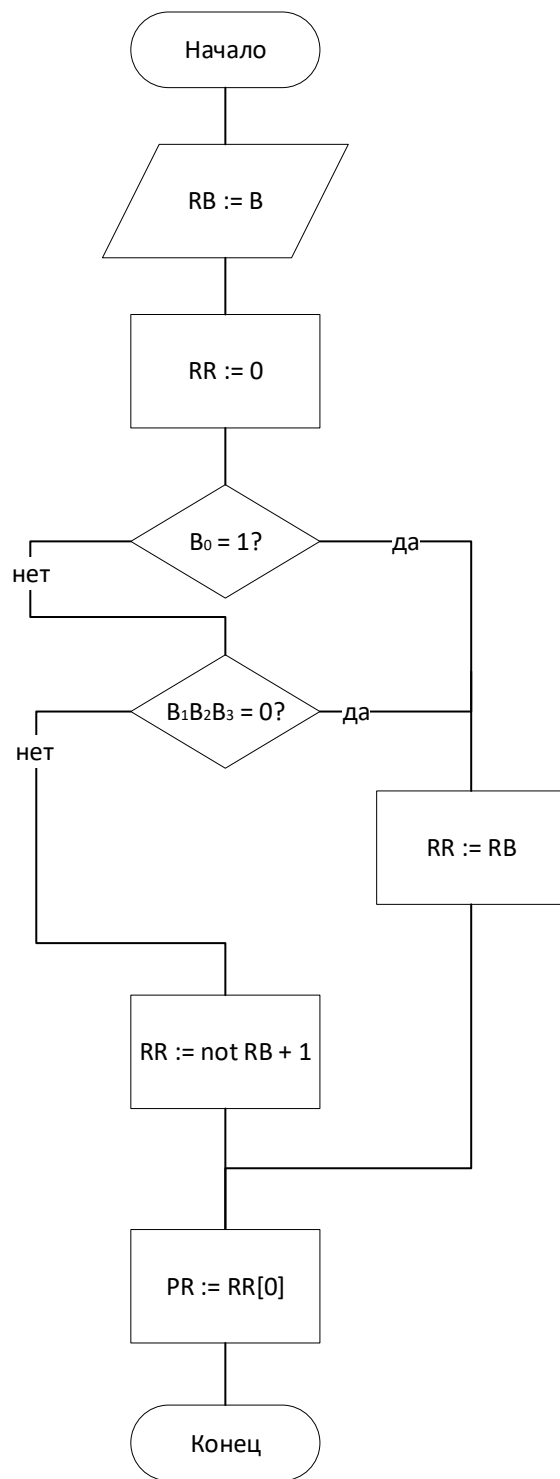 Начало
RB := B
RR := 0
B₀ = 1?
да
нет
B₁B₂B₃ = 0?
да
нет
RR := RB
RR := not RB + 1
PR := RR[0]
Конец